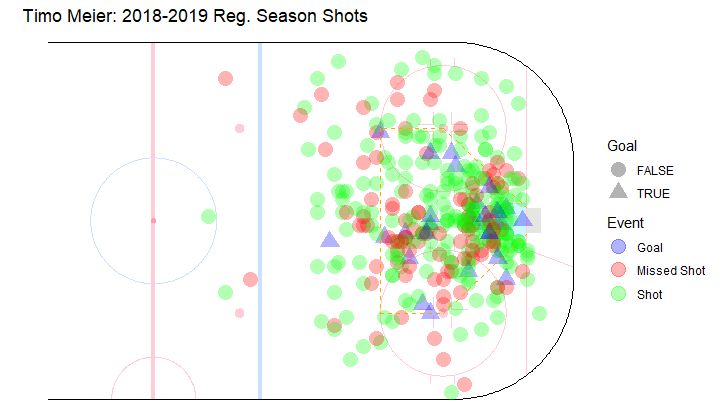 Timo Meier: 2018-2019 Reg. Season Shots
Goal
FALSE
TRUE
Event
Goal
Missed Shot
Shot